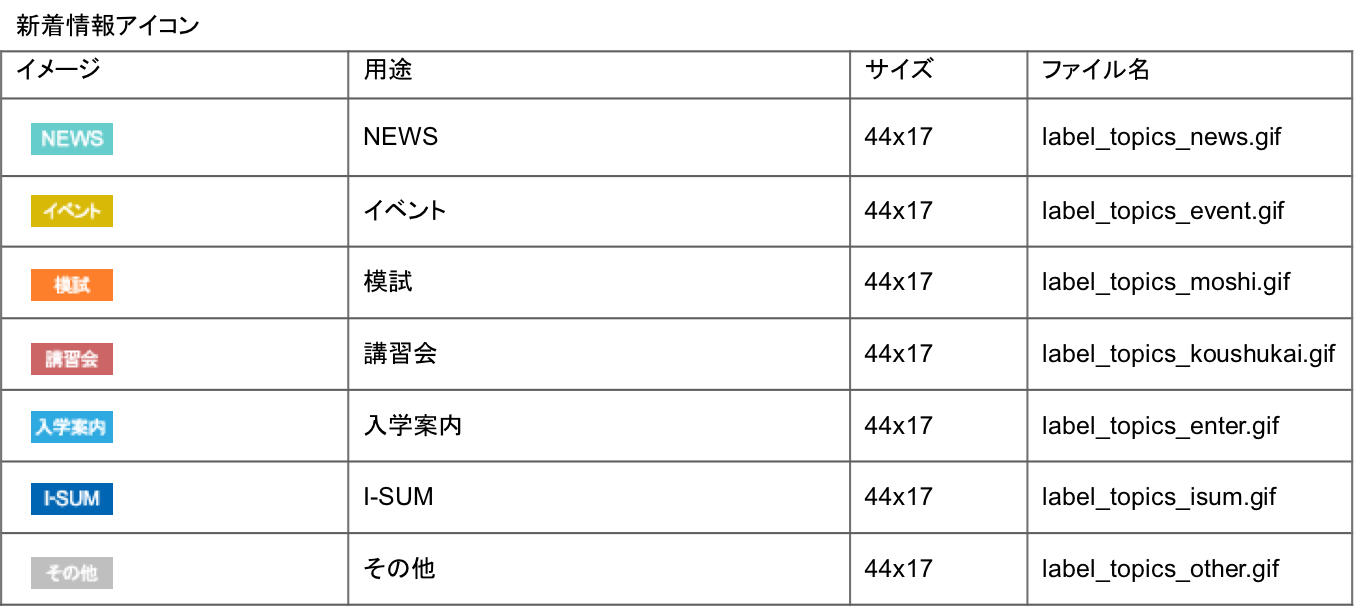 新着情報アイコン
イメージ 用途 サイズ ファイル名
NEWS NEWS 44x17 label_topics_news.gif
イベント イベント 44x17 label_topics_event.gif
模試 模試 44x17 label_topics_moshi.gif
講習会 講習会 44x17 label_topics_koushukai.gif
入学案内 入学案内 44x17 label_topics_enter.gif
I-SUM I-SUM 44x17 label_topics_isum.gif
その他 その他 44x17 label_topics_other.gif